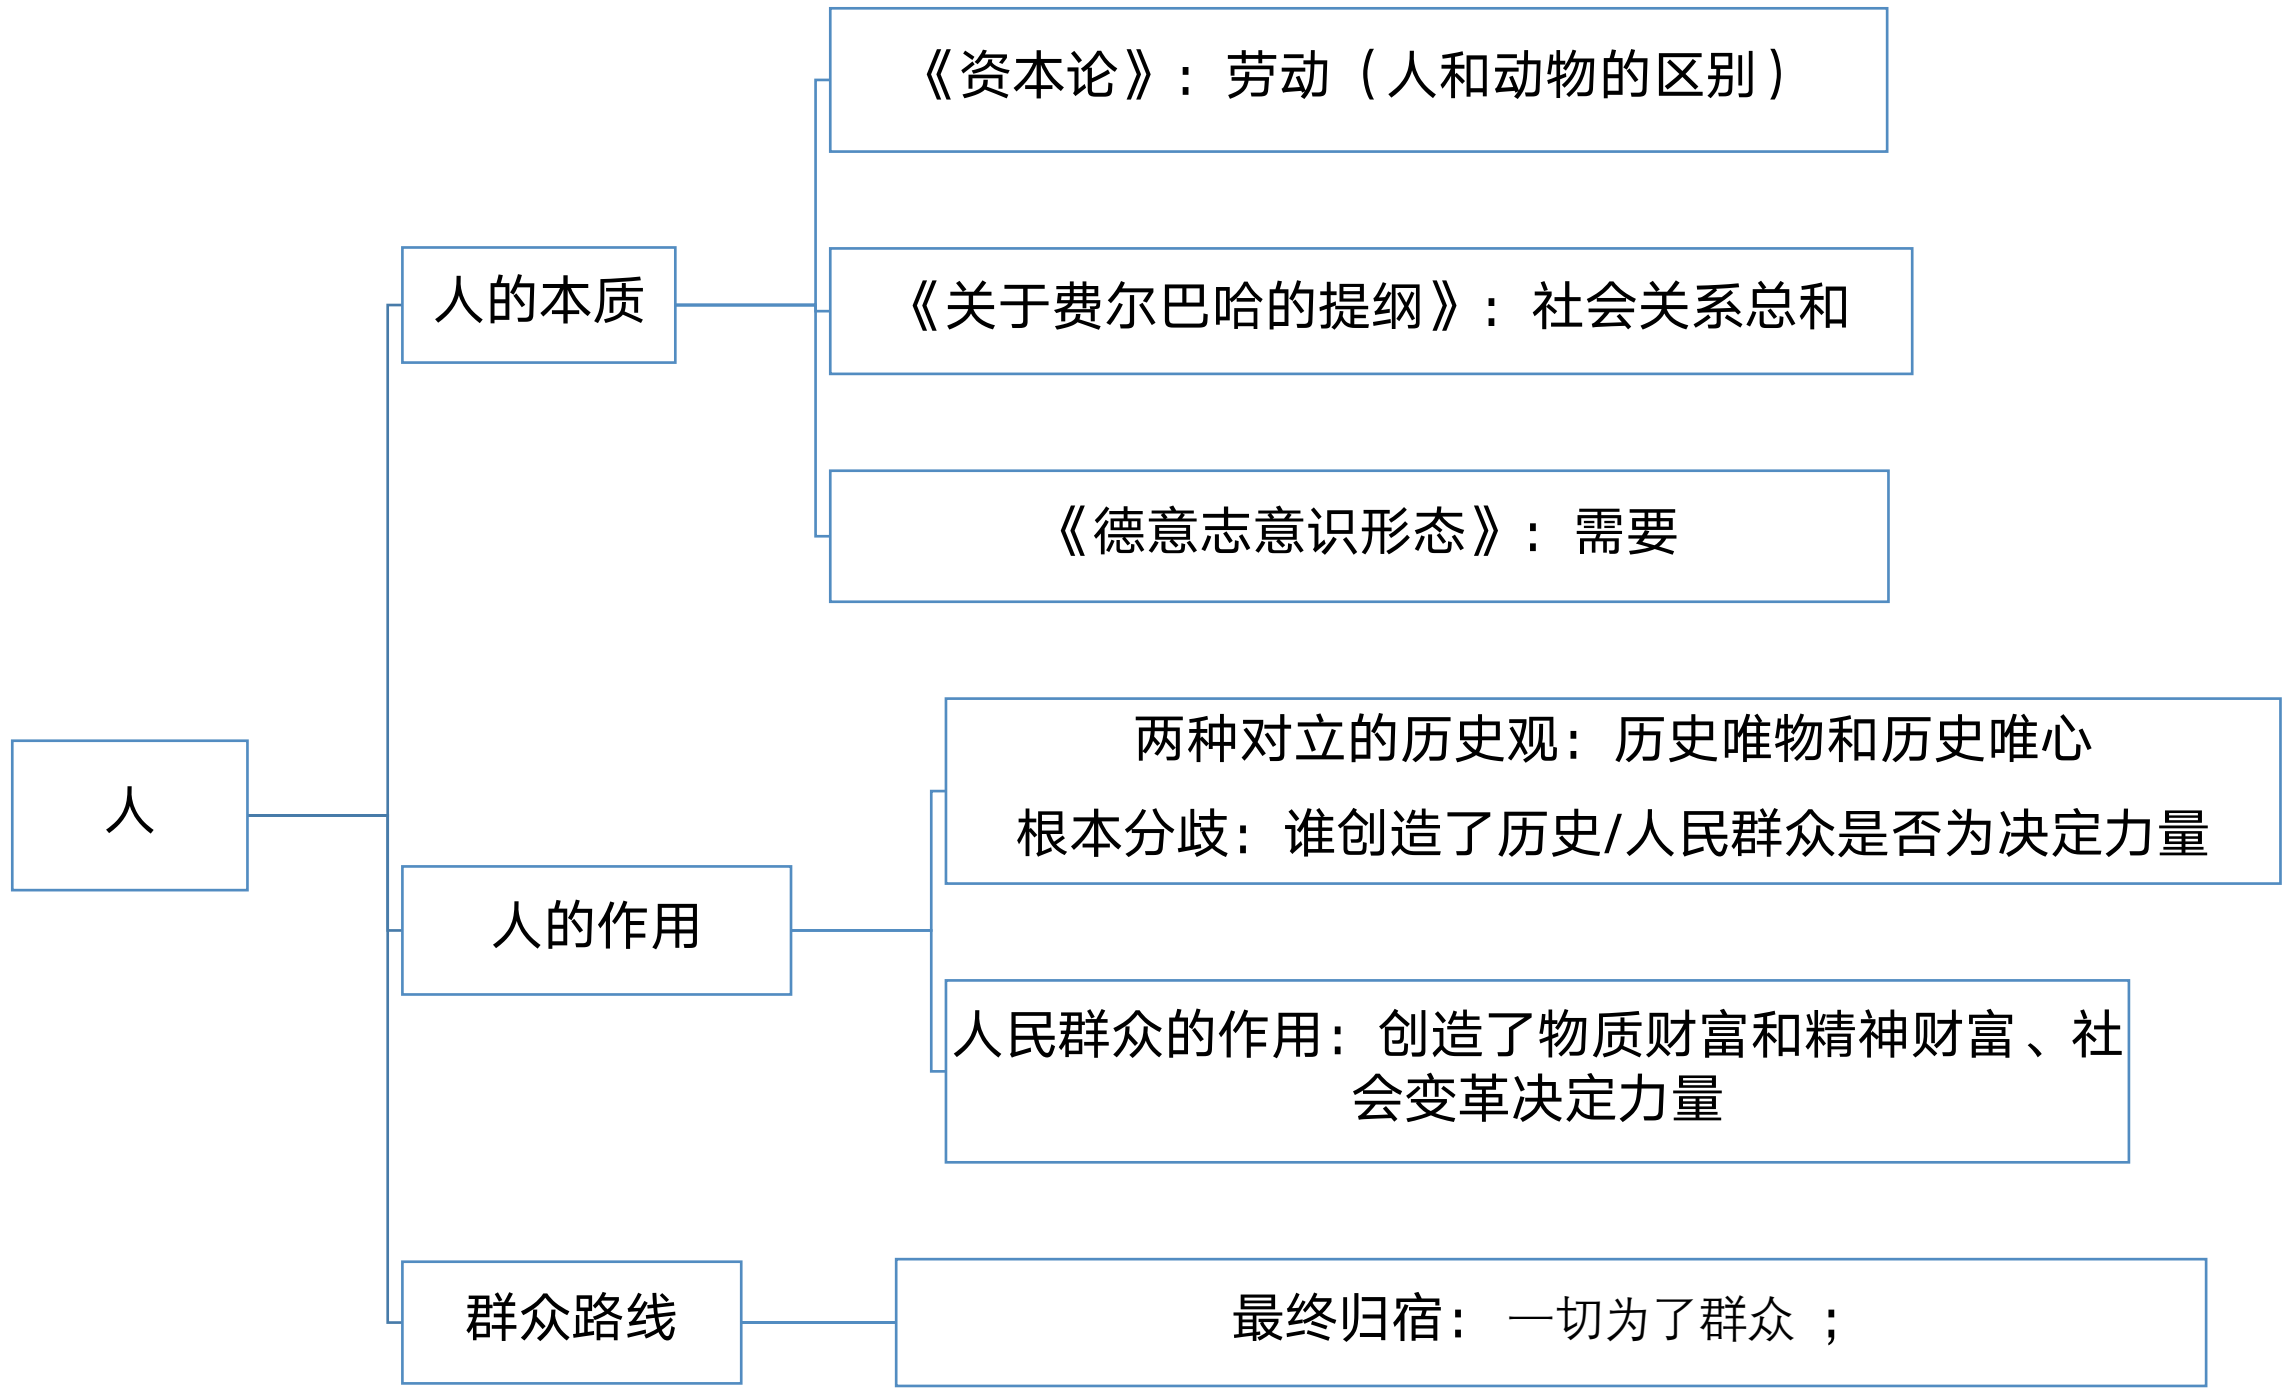 人
人的本质
《资本论》：劳动（人和动物的区别）
《关于费尔巴哈的提纲》：社会关系总和
《德意志意识形态》：需要
人的作用
两种对立的历史观：历史唯物和历史唯心
根本分歧：谁创造了历史/人民群众是否为决定力量
人民群众的作用：创造了物质财富和精神财富、社
会变革决定力量
群众路线
最终归宿：一切为了群众 ；